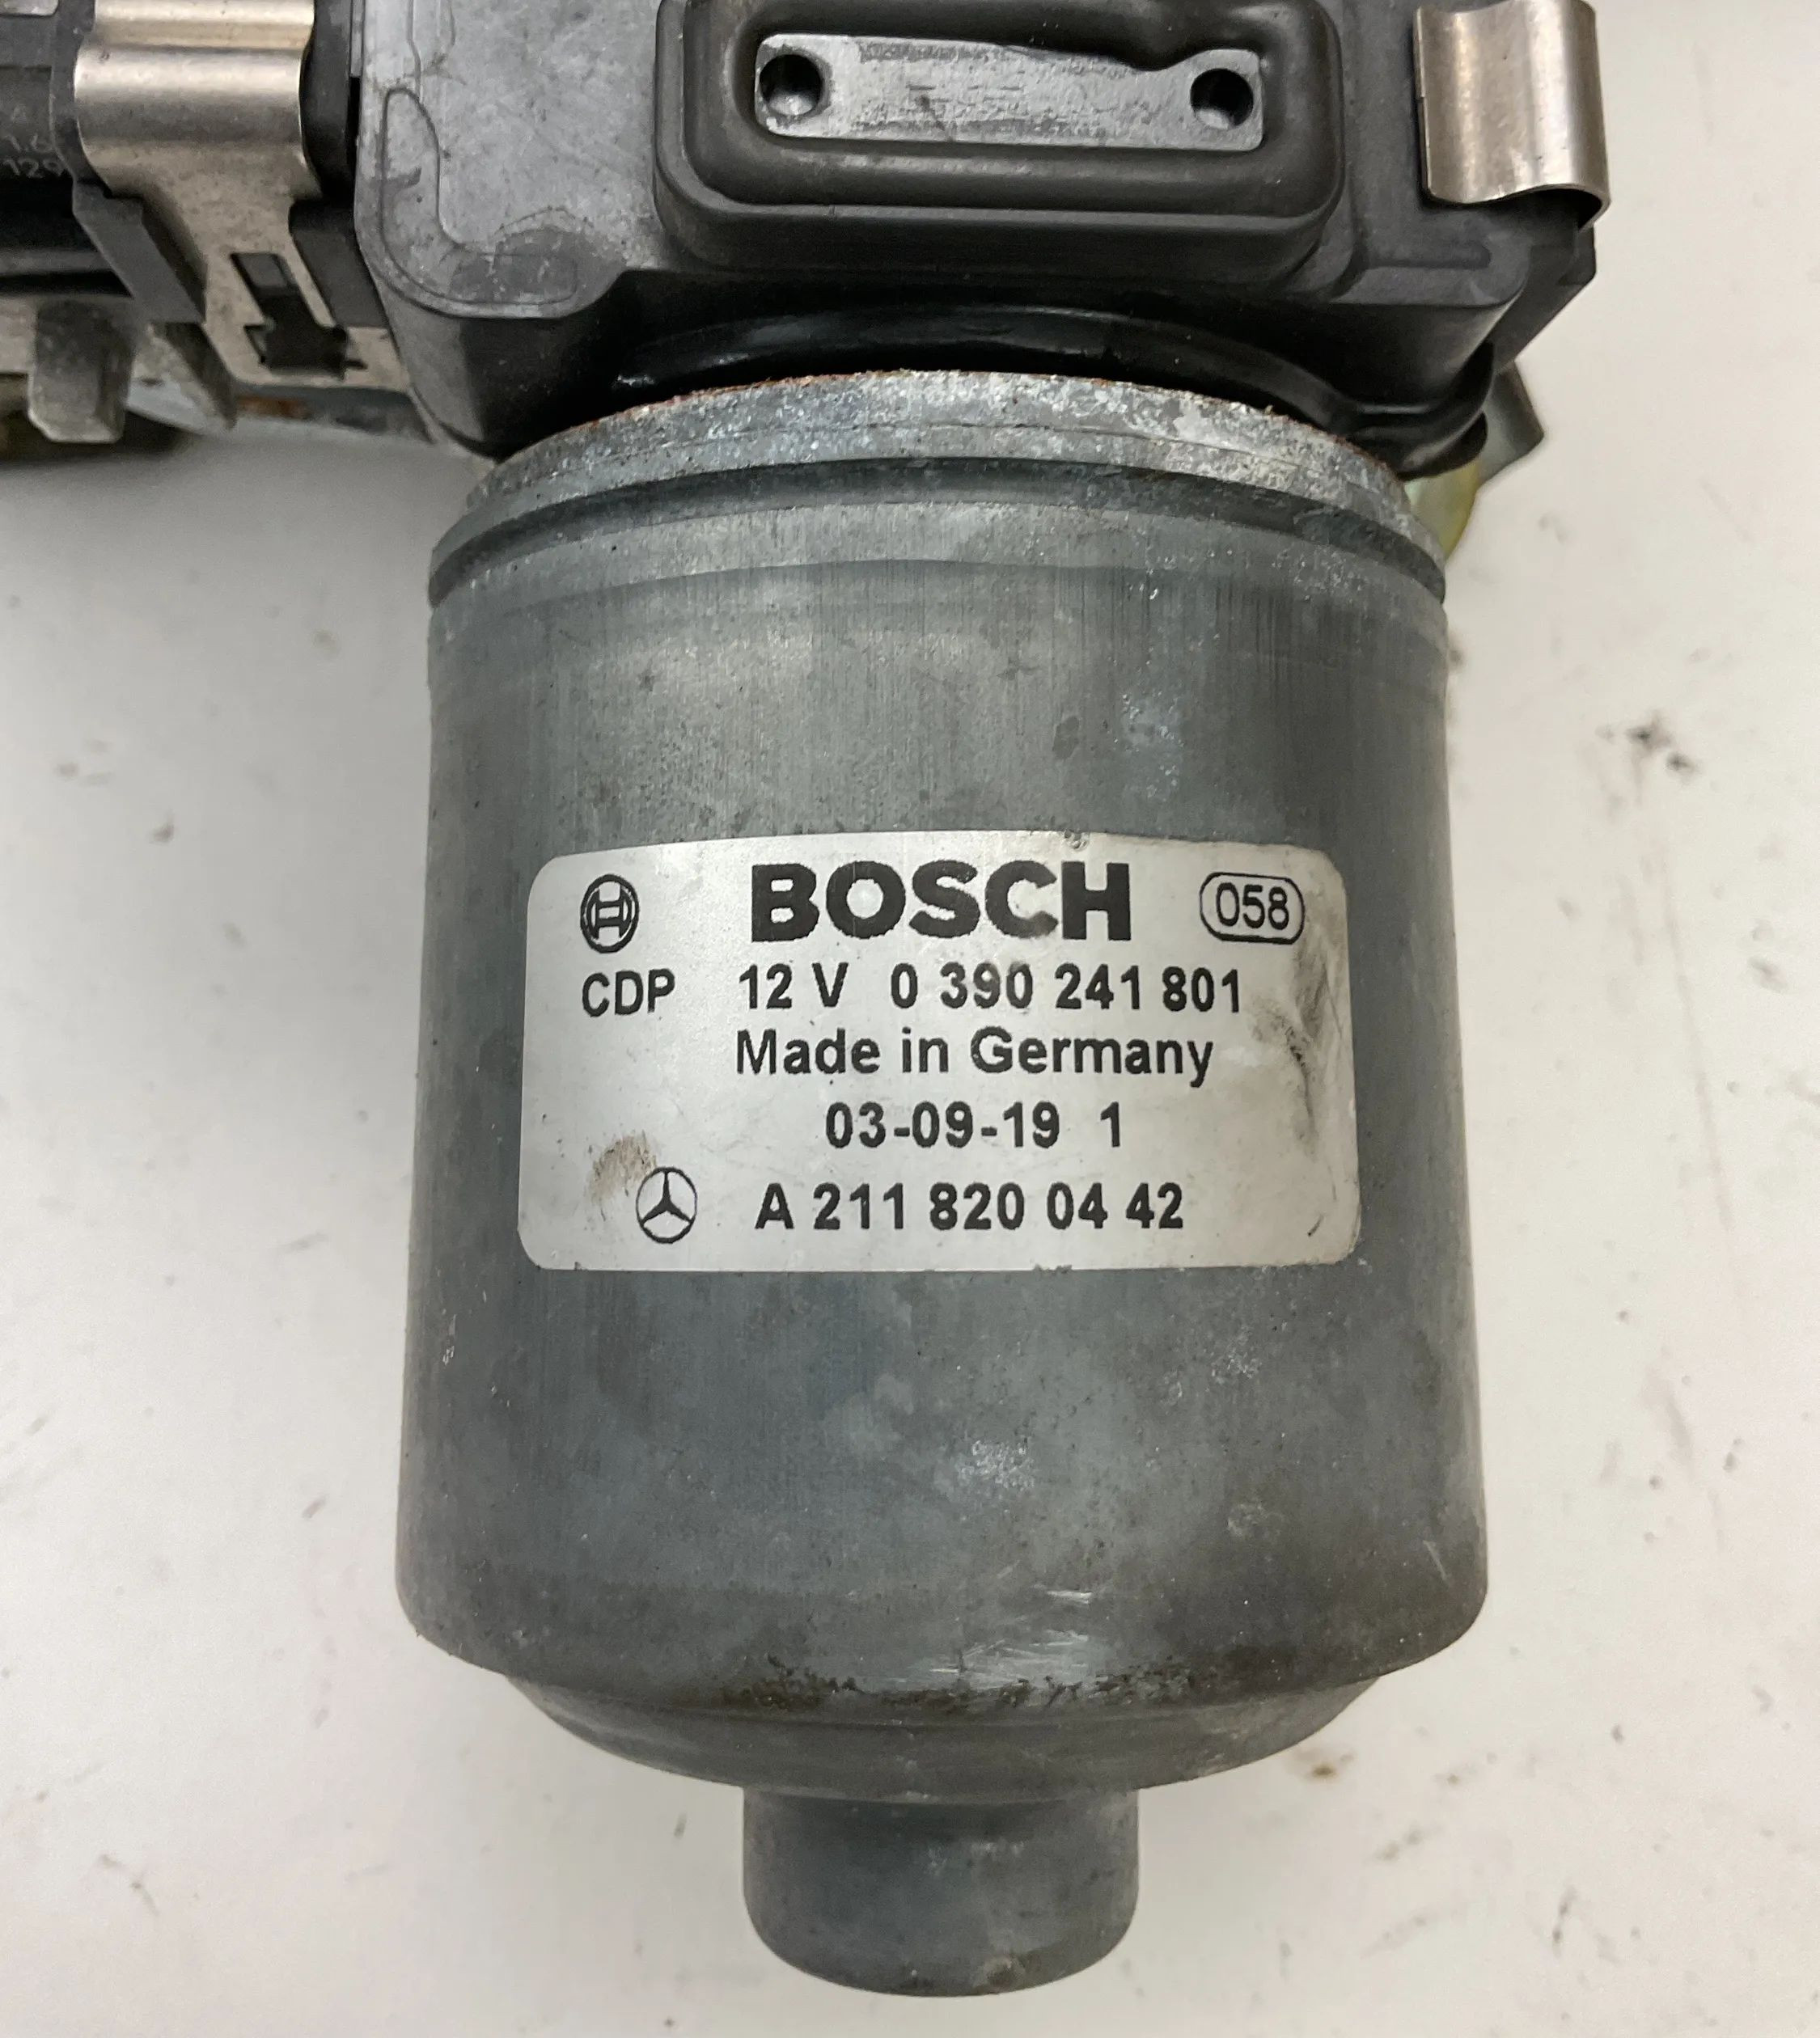 BOSCH 058
CDP 12 V 0 390 241 801
Made in Germany
03-09-19 1
A 211 820 04 42